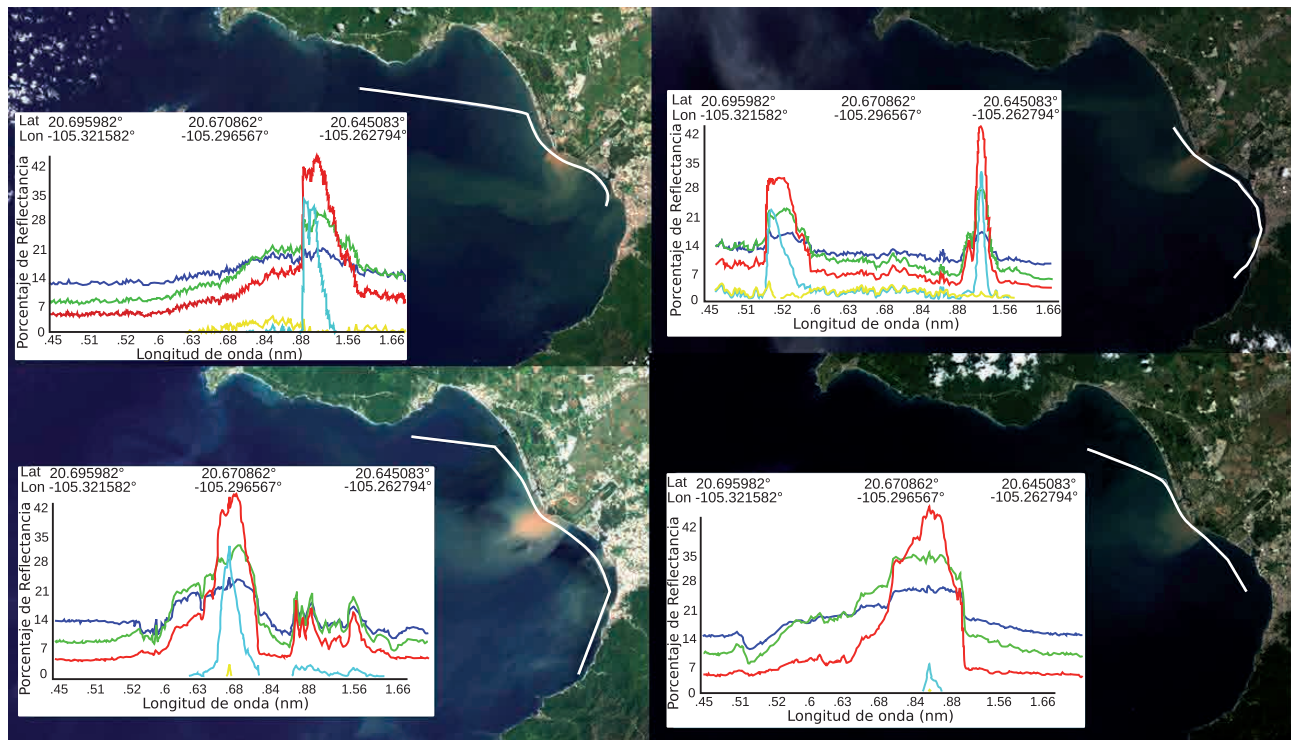 Lat 20.695982° 20.670862° 20.645083°
Lon -105.321582° -105.296567° -105.262794°
Porcentaje de Reflectancia
42
35
28
21
14
7
0
.45 .51 .52 .6 .63 .68 .84 .88 1.56 1.66
Longitud de onda (nm)
Lat 20.695982° 20.670862° 20.645083°
Lon -105.321582° -105.296567° -105.262794°
Porcentaje de Reflectancia
42
35
28
21
14
7
0
.45 .51 .52 .6 .63 .68 .84 .88 1.56 1.66
Longitud de onda (nm)
Lat 20.695982° 20.670862° 20.645083°
Lon -105.321582° -105.296567° -105.262794°
Porcentaje de Reflectancia
42
35
28
21
14
7
0
.45 .51 .52 .6 .63 .68 .84 .88 1.56 1.66
Longitud de onda (nm)
Lat 20.695982° 20.670862° 20.645083°
Lon -105.321582° -105.296567° -105.262794°
Porcentaje de Reflectancia
42
35
28
21
14
7
0
.45 .51 .52 .6 .63 .68 .84 .88 1.56 1.66
Longitud de onda (nm)